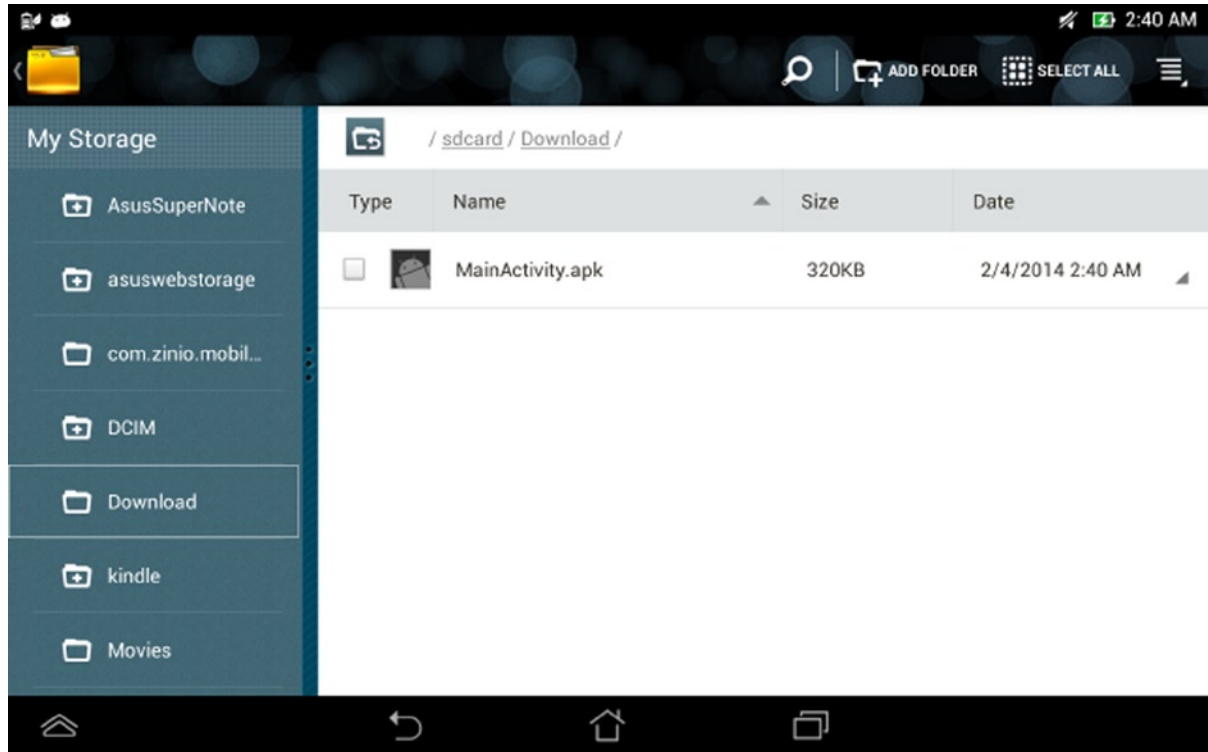 2:40 AM
ADD FOLDER
SELECT ALL
My Storage
/ sdcard / Download /
Type Name Size Date
AsusSuperNote
MainActivity.apk 320KB 2/4/2014 2:40 AM
asuswebstorage
com.zinio.mobil...
DCIM
Download
kindle
Movies